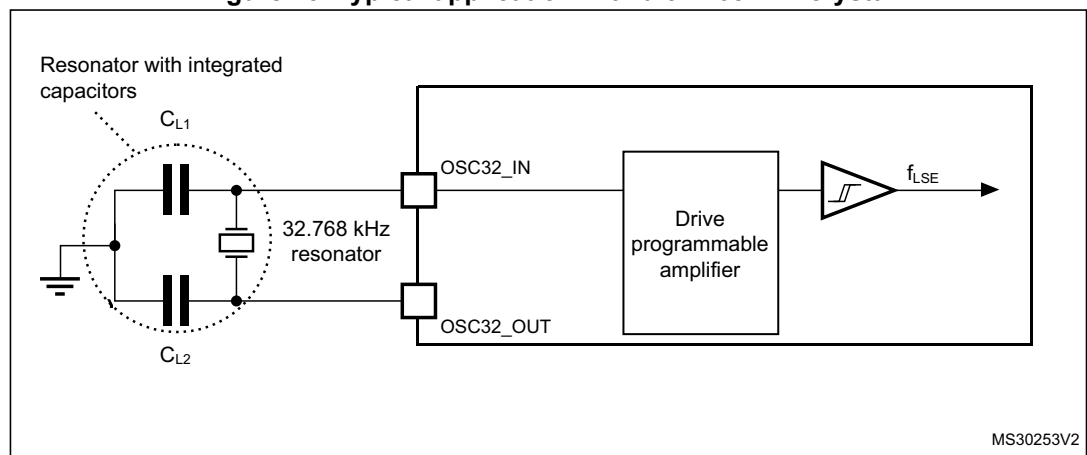 Resonator with integrated
capacitors
CL1
OSC32_IN
fLSE
32.768 kHz
resonator
Drive
programmable
amplifier
OSC32_OUT
CL2
MS30253V2